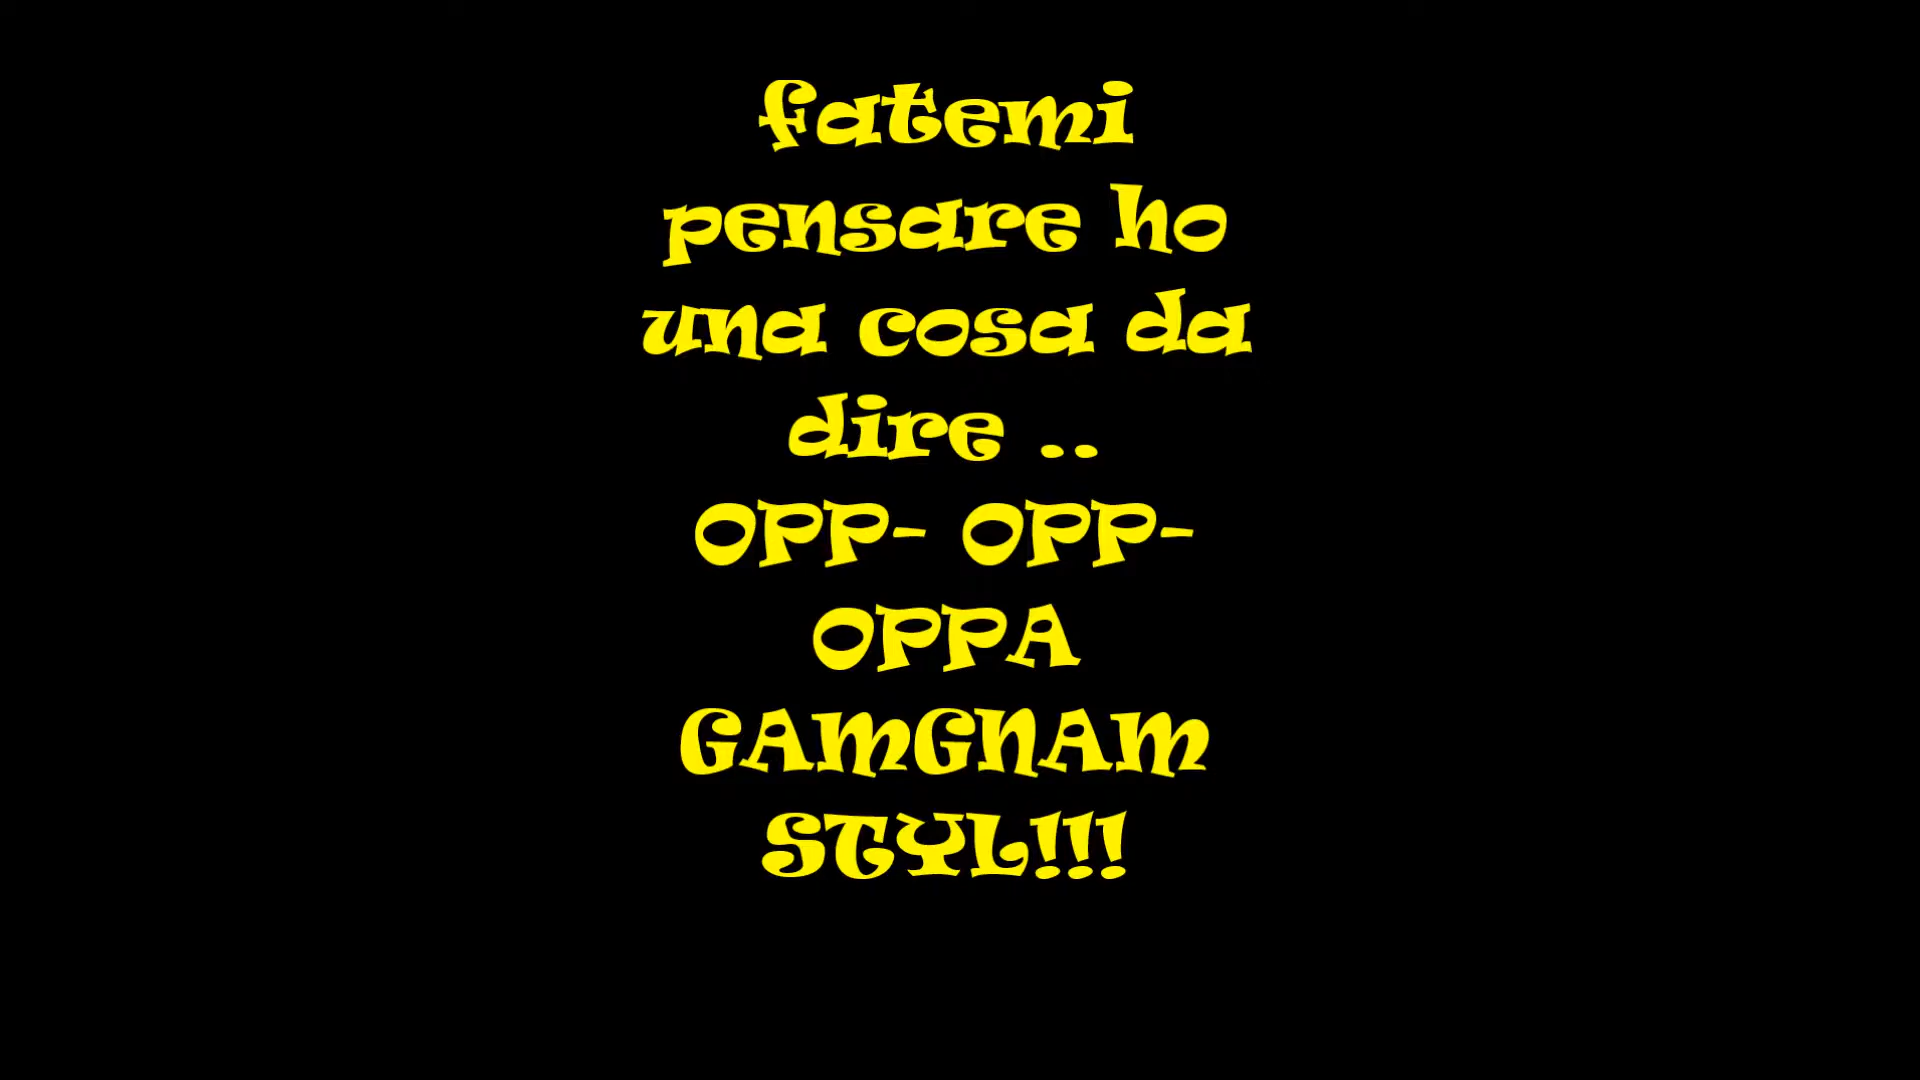 fatemi
pensare ho
una cosa da
dire ..
OPP- OPP-
OPPA
GAMGNAM
STYL!!!